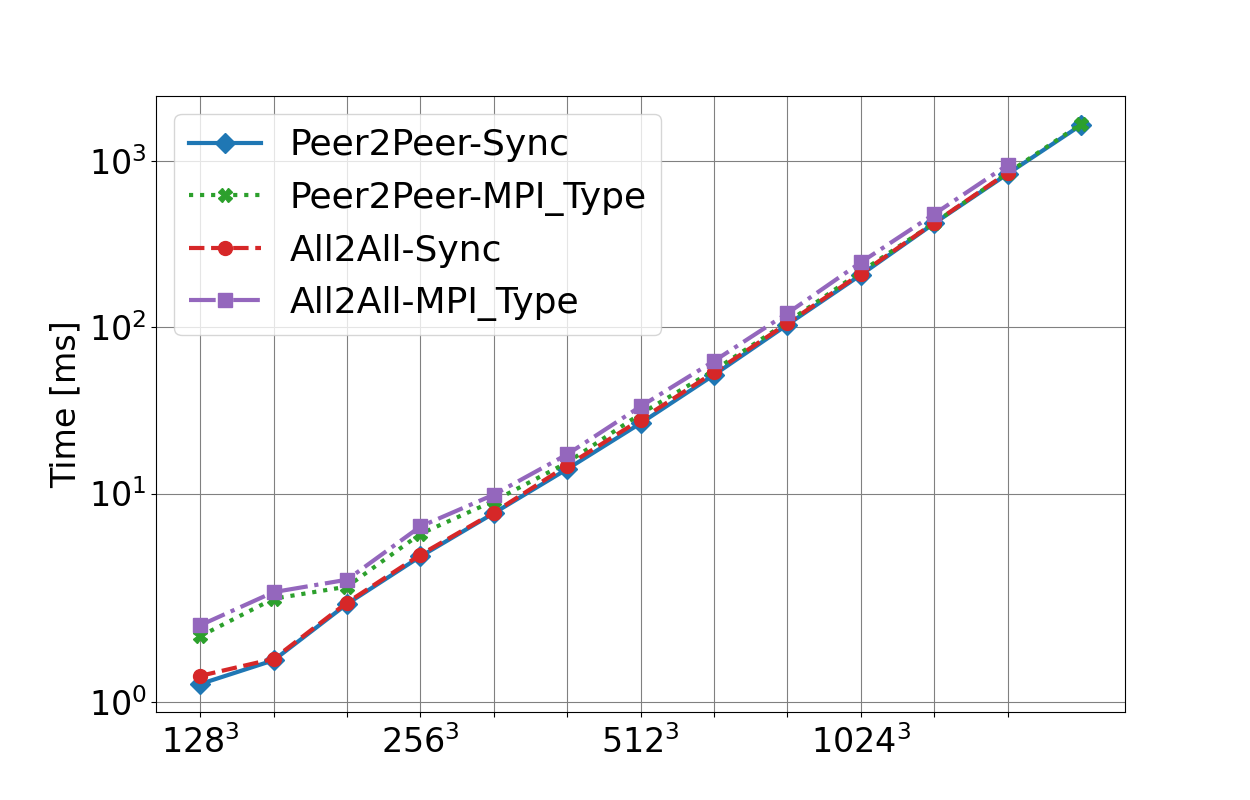 Peer2Peer-Sync
Peer2Peer-MPI_Type
All2All-Sync
All2All-MPI_Type
Time [ms]
10³
10²
10¹
10⁰
128³
256³
512³
1024³